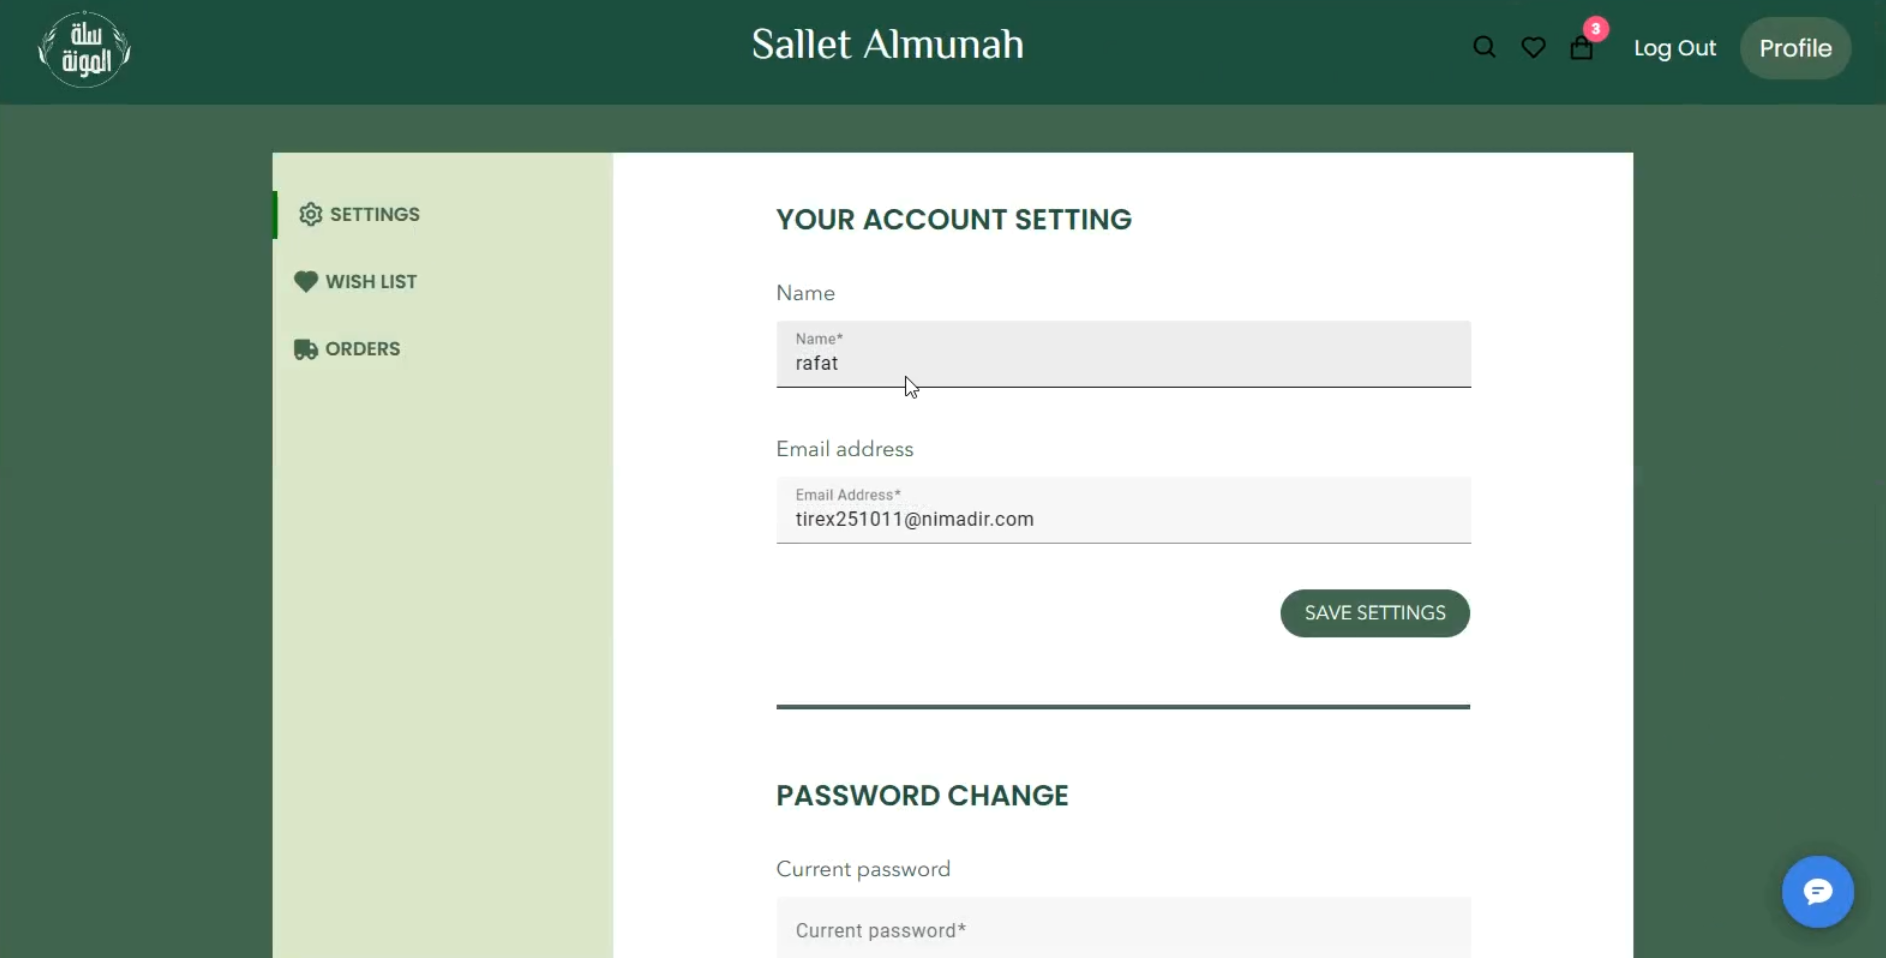 سلة
المونة
Sallet Almunah
3
Log Out
Profile
SETTINGS
WISH LIST
ORDERS
YOUR ACCOUNT SETTING
Name
Name*
rafat
Email address
Email Address*
tirex251011@nimadir.com
SAVE SETTINGS
PASSWORD CHANGE
Current password
Current password*